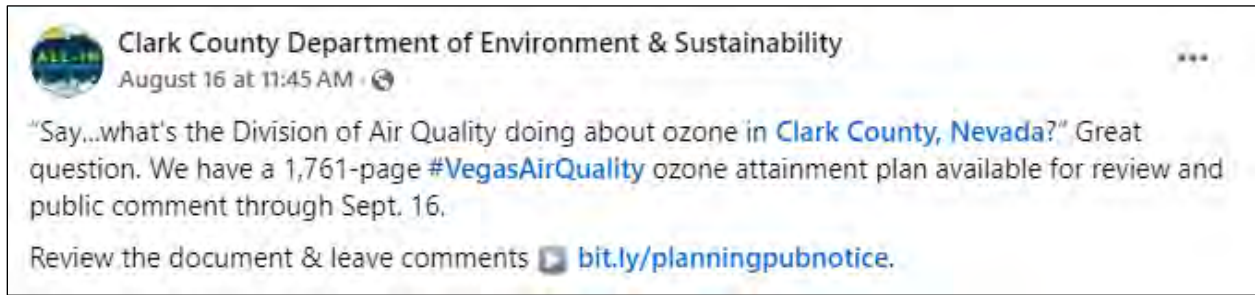 ALL-IN
Clark County Department of Environment & Sustainability
August 16 at 11:45 AM ·
"Say...what's the Division of Air Quality doing about ozone in Clark County, Nevada?" Great
question. We have a 1,761-page #VegasAirQuality ozone attainment plan available for review and
public comment through Sept. 16.
Review the document & leave comments ▶ bit.ly/planningpubnotice.